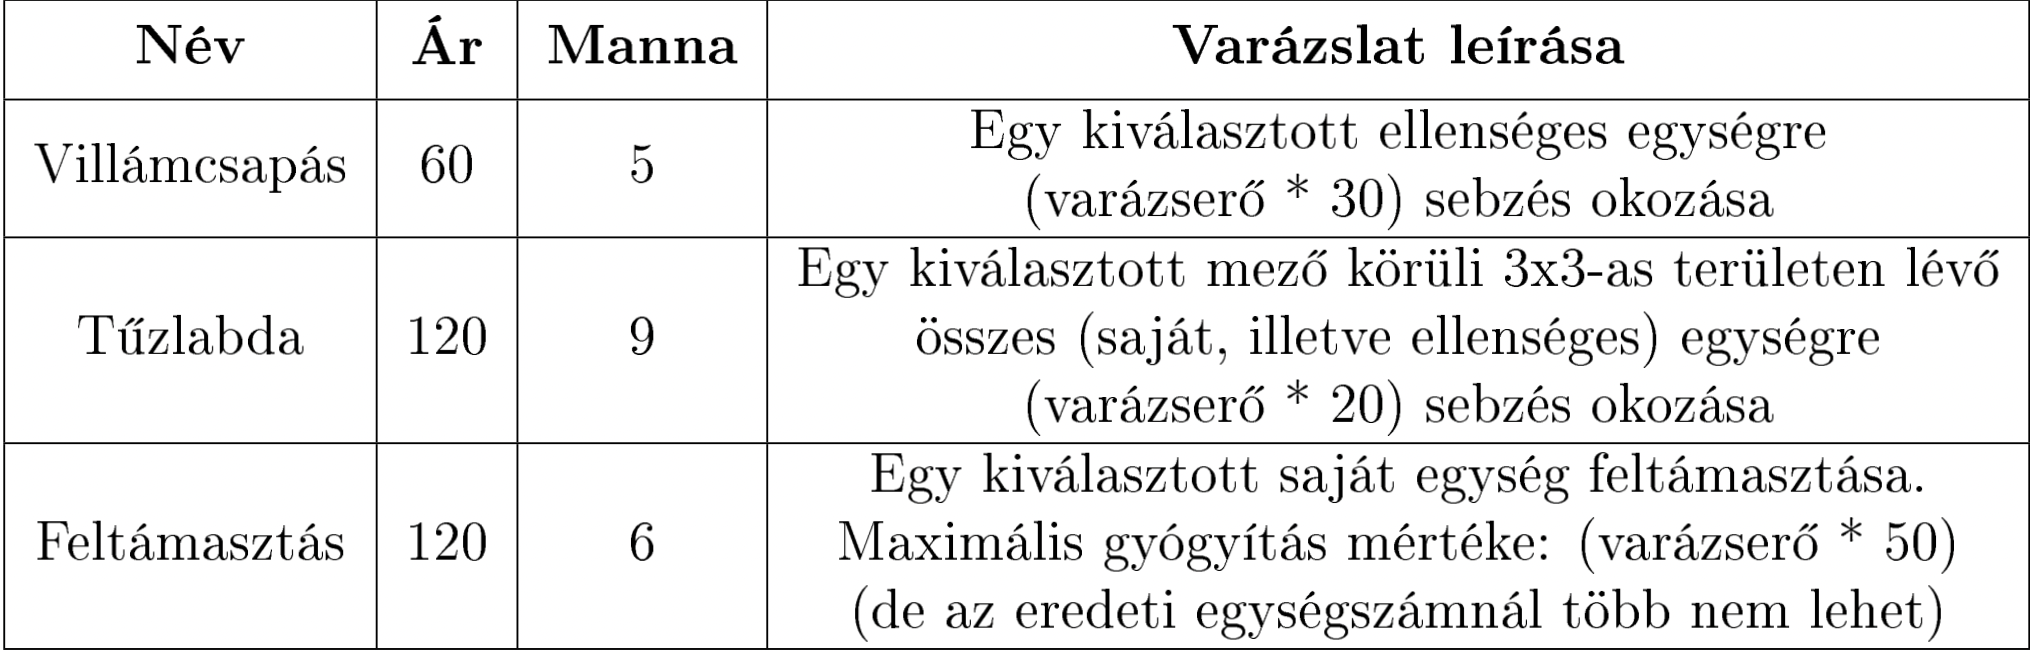 Név Ár Manna Varázslat leírása
Villámcsapás 60 5 Egy kiválasztott ellenséges egységre
(varázserő * 30) sebzés okozása
Tűzlabda 120 9 Egy kiválasztott mező körüli 3x3-as területen lévő
összes (saját, illetve ellenséges) egységre
(varázserő * 20) sebzés okozása
Feltámasztás 120 6 Egy kiválasztott saját egység feltámasztása.
Maximális gyógyítás mértéke: (varázserő * 50)
(de az eredeti egységszámnál több nem lehet)